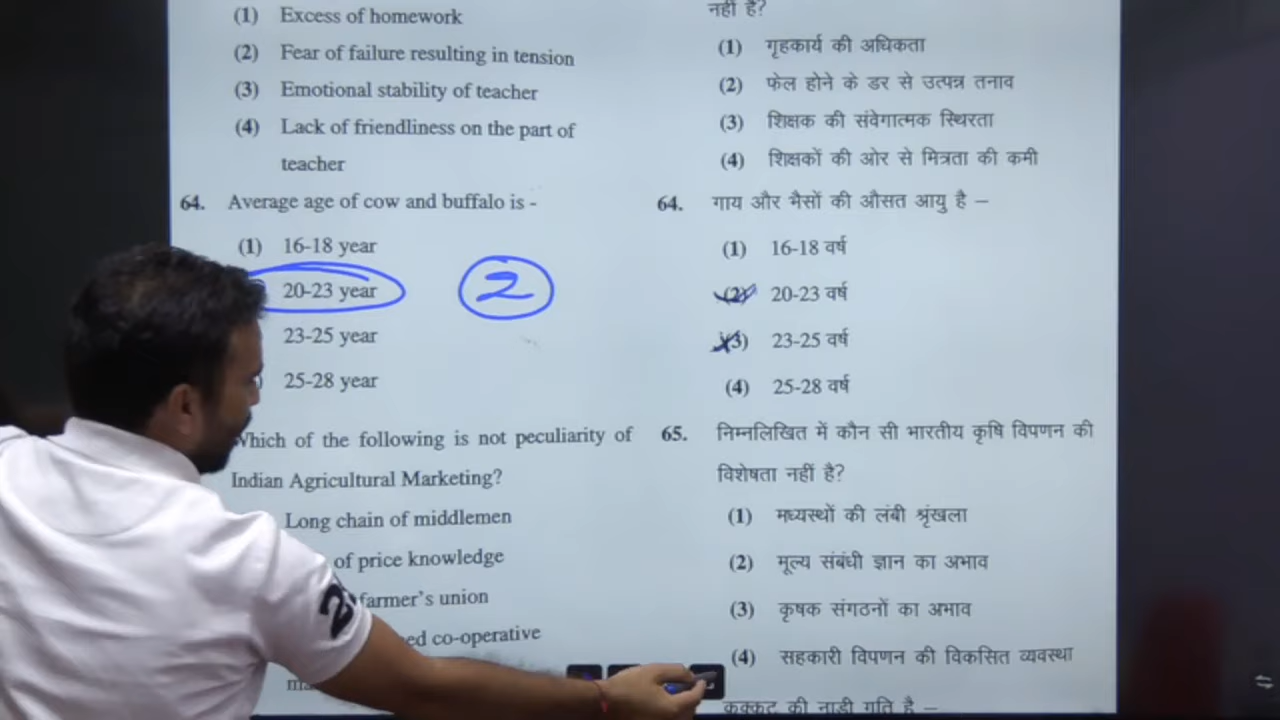 (1) Excess of homework
(2) Fear of failure resulting in tension
(3) Emotional stability of teacher
(4) Lack of friendliness on the part of
teacher
64. Average age of cow and buffalo is -
(1) 16-18 year
20-23 year
2
23-25 year
25-28 year
Which of the following is not peculiarity of
Indian Agricultural Marketing?
Long chain of middlemen
of price knowledge
farmer's union
co-operative
नहीं है?
(1) गृहकार्य की अधिकता
(2) फेल होने के डर से उत्पन्न तनाव
(3) शिक्षक की संवेगात्मक स्थिरता
(4) शिक्षकों की ओर से मित्रता की कमी
64. गाय और भैसों की औसत आयु है –
(1) 16-18 वर्ष
(2) 20-23 वर्ष
(3) 23-25 वर्ष
(4) 25-28 वर्ष
65. निम्नलिखित में कौन सी भारतीय कृषि विपणन की
विशेषता नहीं है?
(1) मध्यस्थों की लंबी श्रृंखला
(2) मूल्य संबंधी ज्ञान का अभाव
(3) कृषक संगठनों का अभाव
(4) सहकारी विपणन की विकसित व्यवस्था
कुक्कुट की नाड़ी गति है –